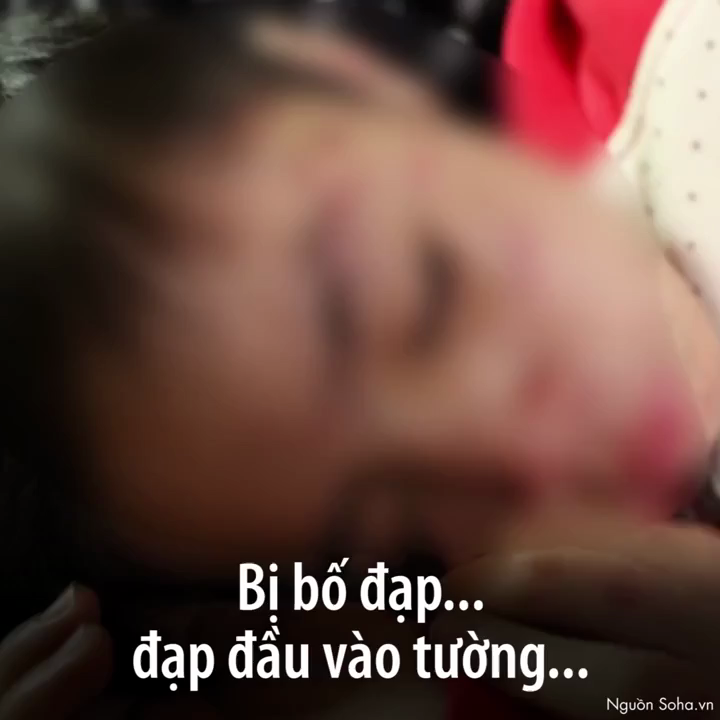 Bị bố đạp...
đạp đầu vào tường...
Nguồn Soha.vn